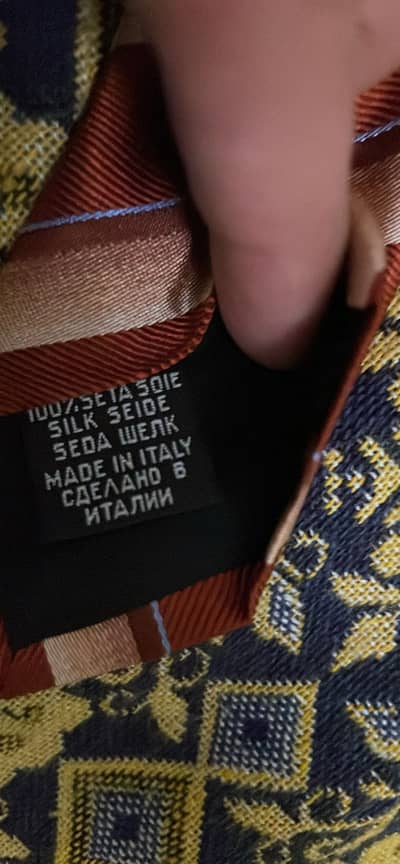 100% SETA SOIE
SILK SEIDE
SEDA ШЕЛК
MADE IN ITALY
СДЕЛАНО В
ИТАЛИИ